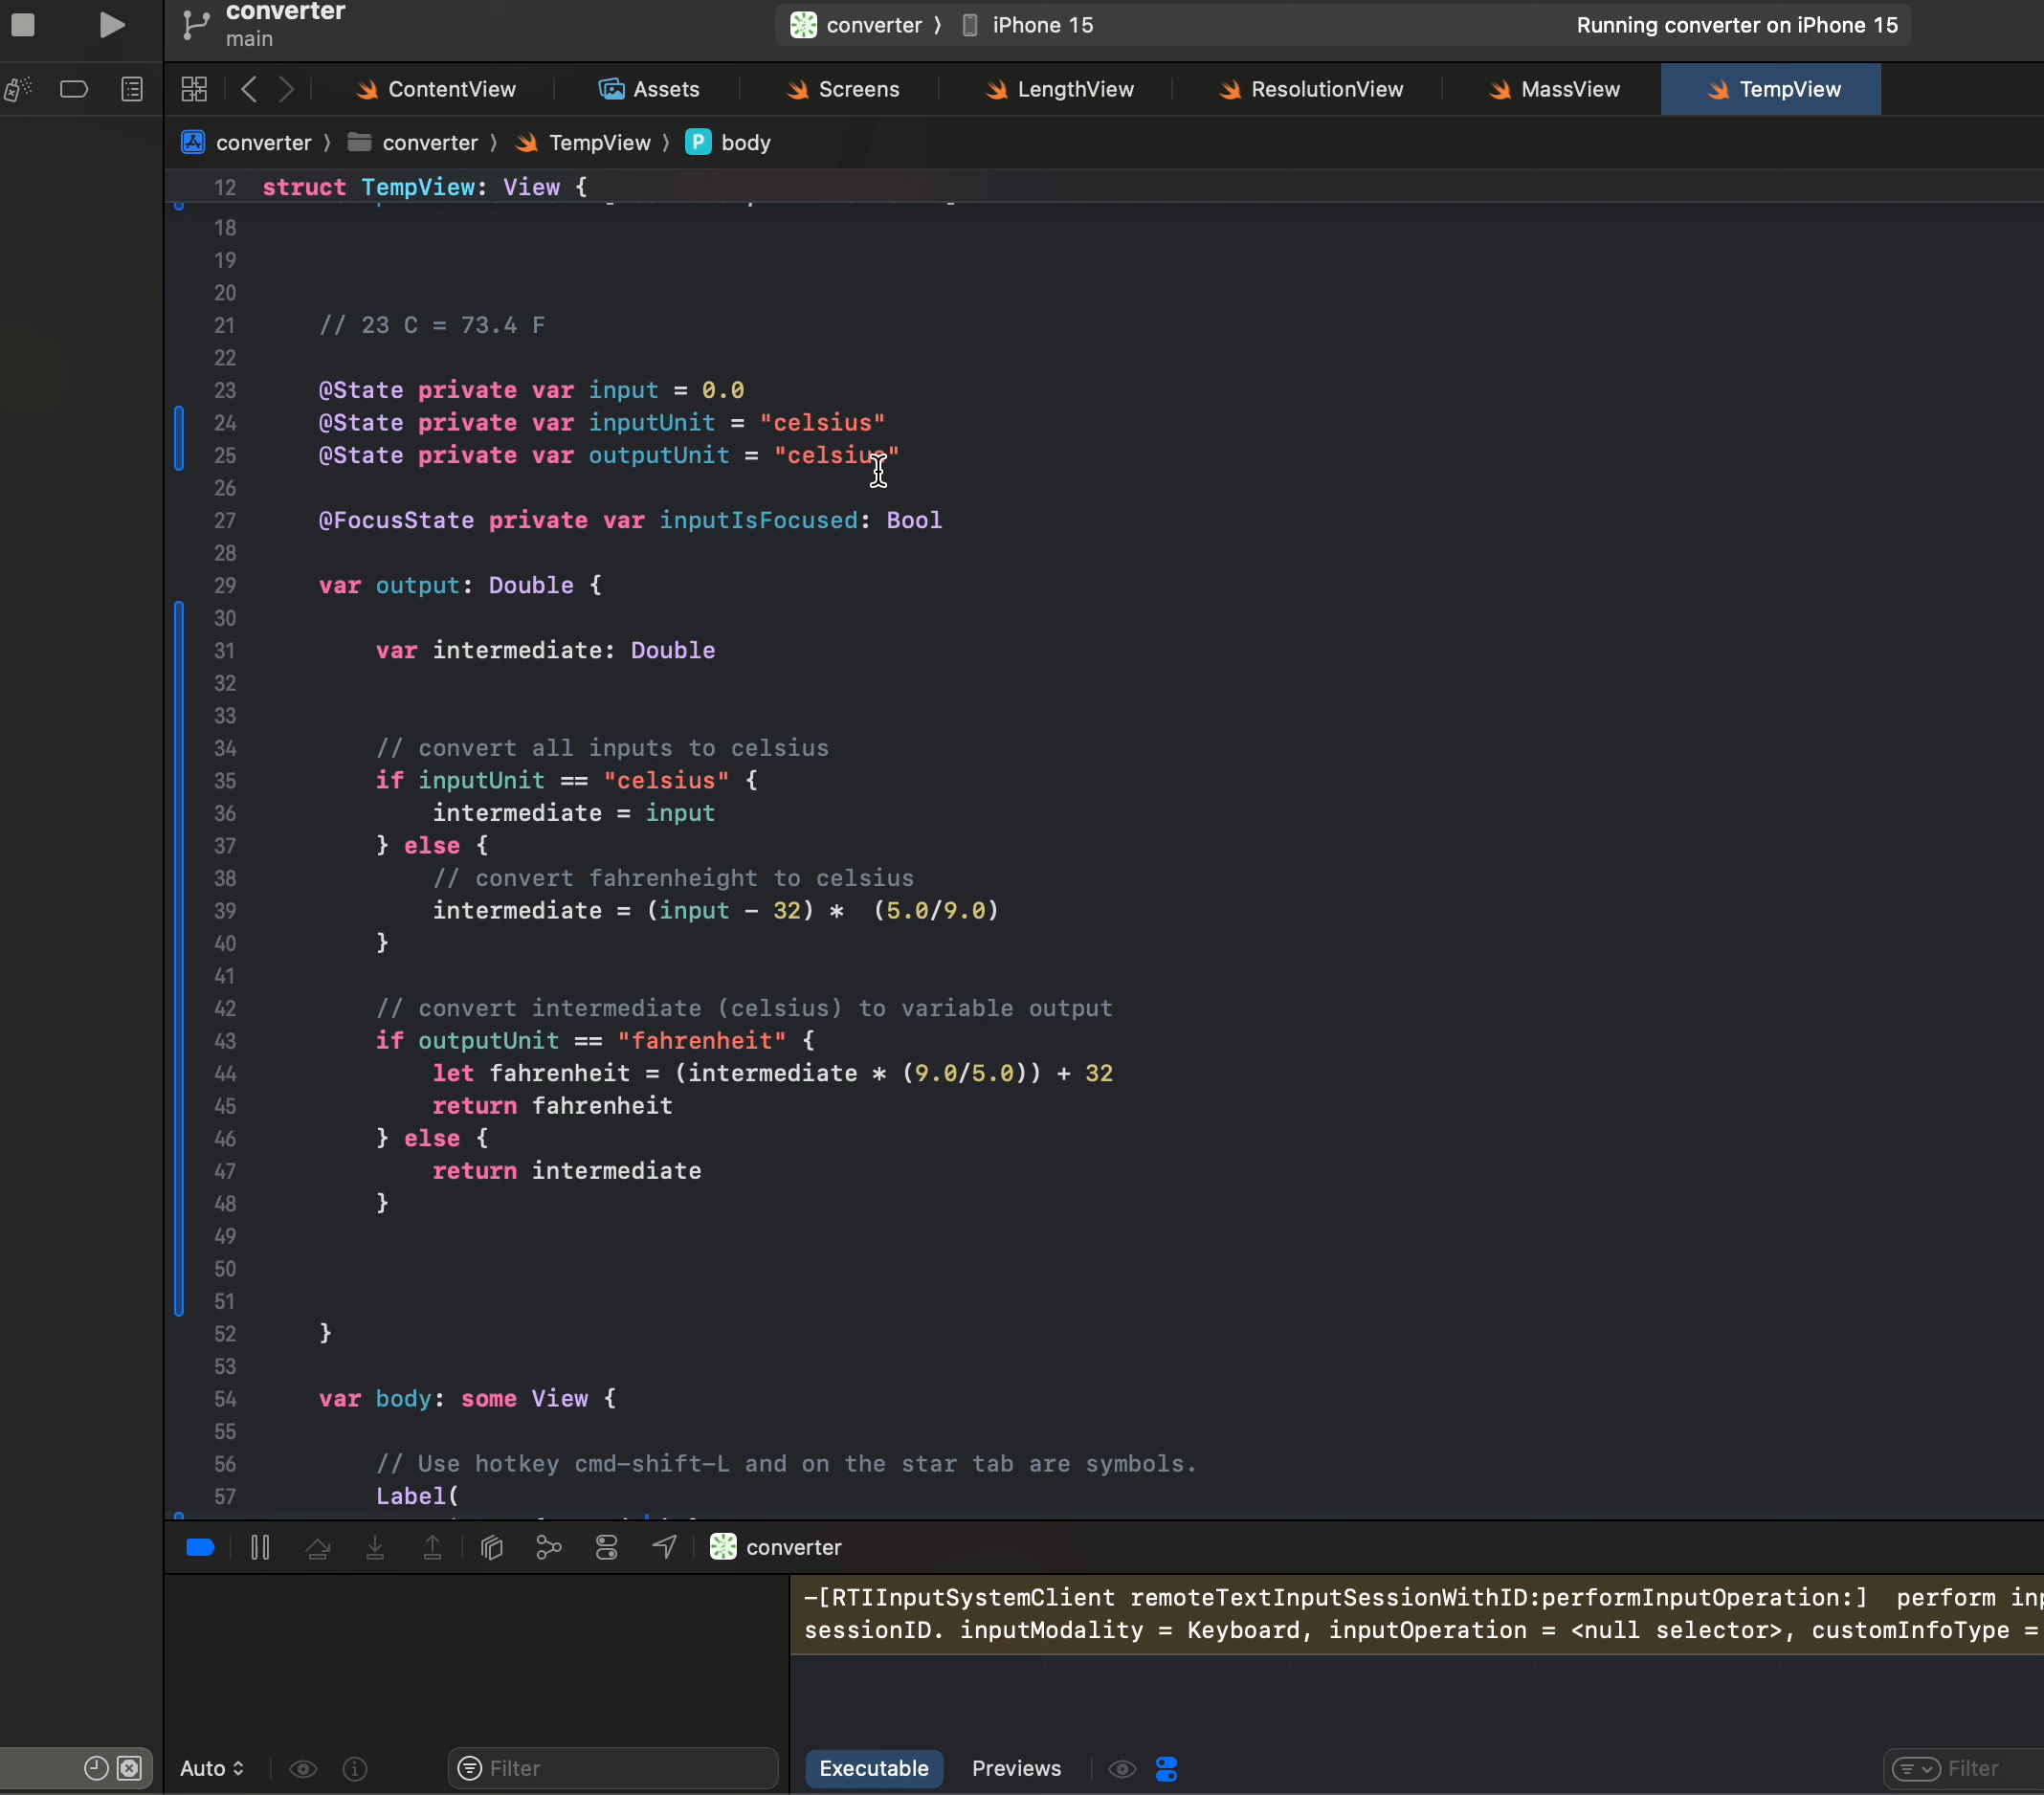 converter
main
converter 〉 iPhone 15
Running converter on iPhone 15
ContentView
Assets
Screens
LengthView
ResolutionView
MassView
TempView
converter 〉 converter 〉 TempView 〉 P body
12 struct TempView: View {
18
19
20
21 // 23 C = 73.4 F
22
23 @State private var input = 0.0
24 @State private var inputUnit = "celsius"
25 @State private var outputUnit = "celsius"
26
27 @FocusState private var inputIsFocused: Bool
28
29 var output: Double {
30
31 var intermediate: Double
32
33
34 // convert all inputs to celsius
35 if inputUnit == "celsius" {
36 intermediate = input
37 } else {
38 // convert fahrenheight to celsius
39 intermediate = (input - 32) *  (5.0/9.0)
40 }
41
42 // convert intermediate (celsius) to variable output
43 if outputUnit == "fahrenheit" {
44 let fahrenheit = (intermediate * (9.0/5.0)) + 32
45 return fahrenheit
46 } else {
47 return intermediate
48 }
49
50
51
52 }
53
54 var body: some View {
55
56 // Use hotkey cmd-shift-L and on the star tab are symbols.
57 Label(
converter
-[RTIInputSystemClient remoteTextInputSessionWithID:performInputOperation:]  perform
sessionID. inputModality = Keyboard, inputOperation = <null selector>, customInfoType =
Auto
Filter
Executable
Previews
Filter